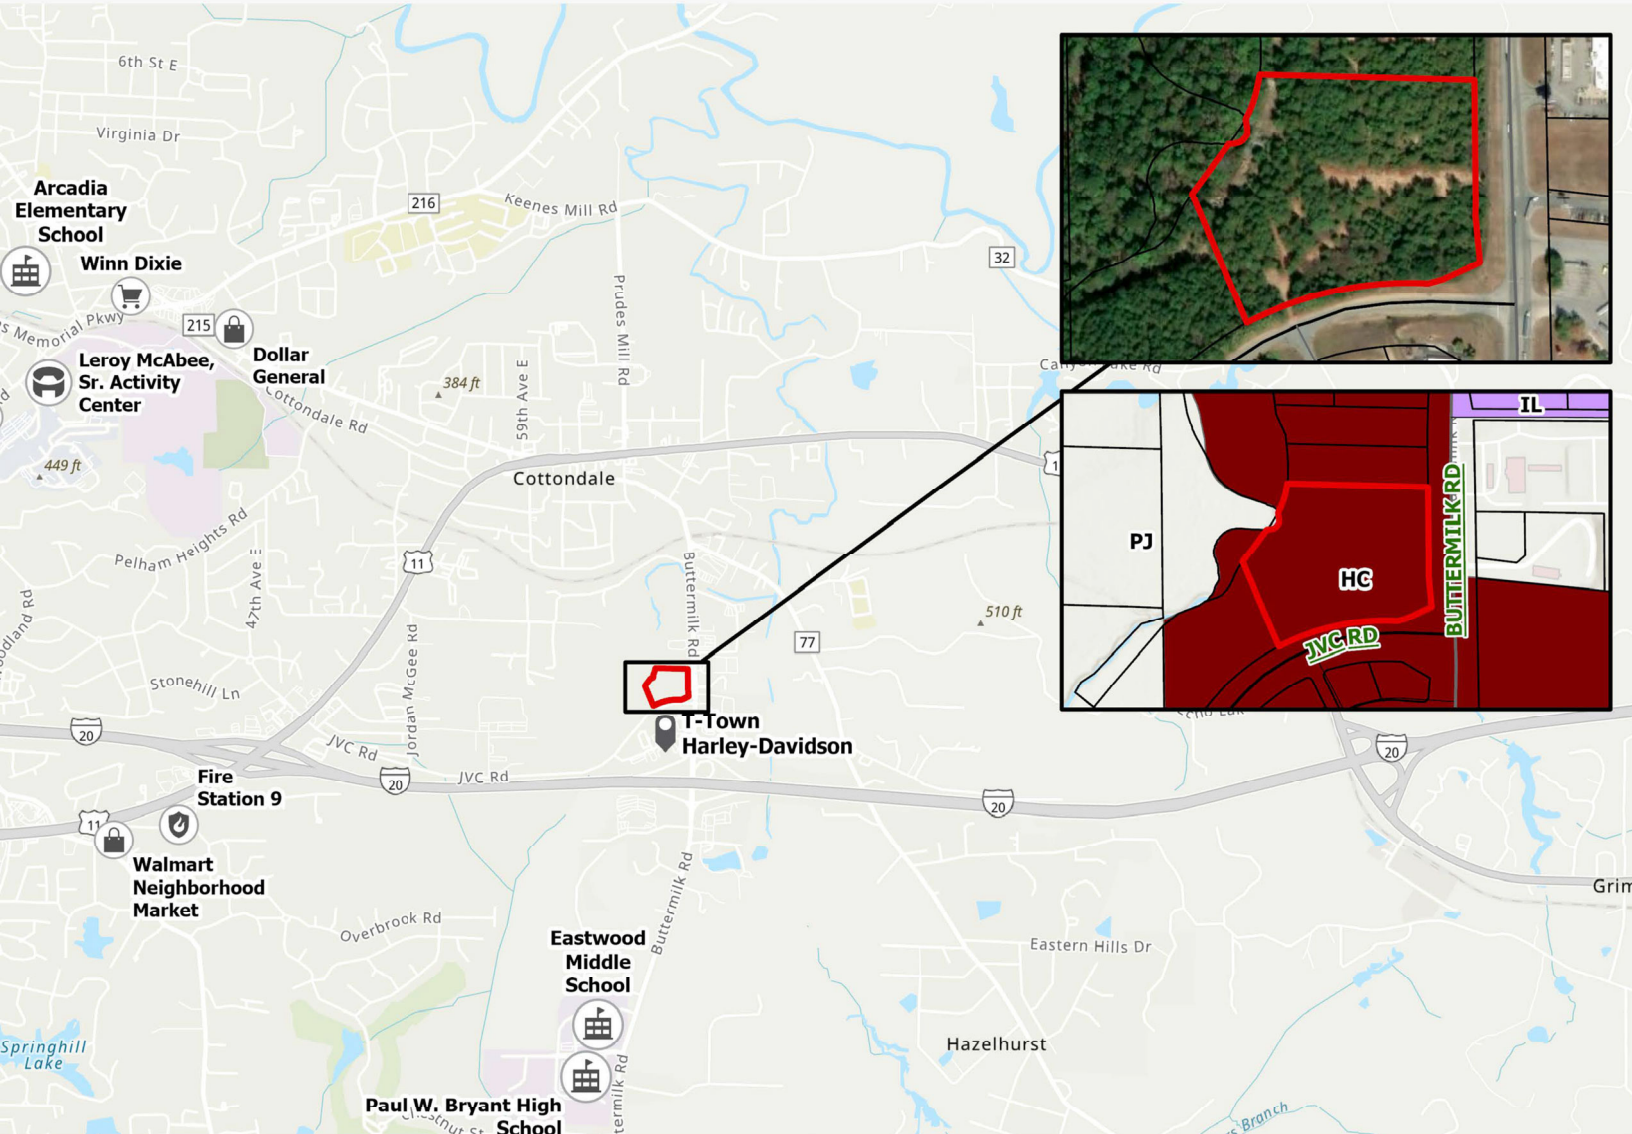 6th St E
Virginia Dr
Arcadia
Elementary
School
Winn Dixie
216
Keenes Mill Rd
32
Prudes Mill Rd
Memorial Pkwy
215
Dollar
General
Leroy McAbee,
Sr. Activity
Center
Cottondale Rd
384 ft
59th Ave E
449 ft
Cottondale
Pelham Heights Rd
47th Ave E
11
Buttermilk Rd
510 ft
77
Stonehill Ln
Jordan McGee Rd
T-Town
Harley-Davidson
20
JVC Rd
20
JVC Rd
20
20
Fire
Station 9
11
Walmart
Neighborhood
Market
Overbrook Rd
Buttermilk Rd
Eastwood
Middle
School
Eastern Hills Dr
Hazelhurst
Springhill
Lake
Paul W. Bryant High
School
Branch
IL
PJ
HC
BUTTERMILK RD
JVC RD